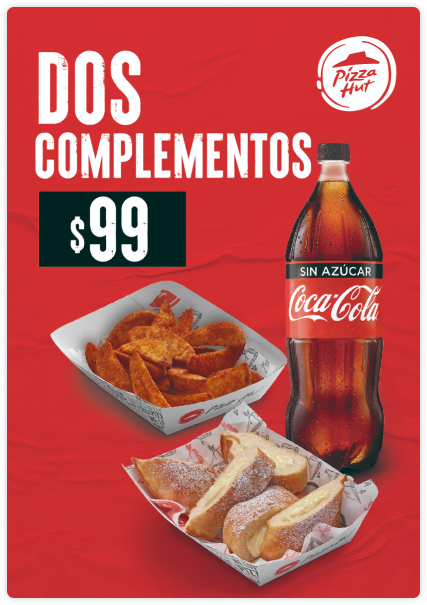 DOS
COMPLEMENTOS
$99
Pizza
Hut
SIN AZÚCAR
Coca-Cola